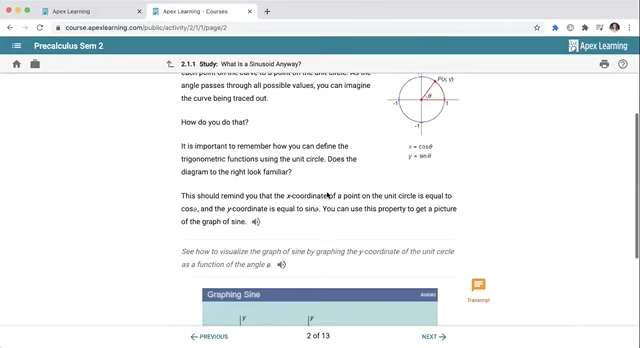 Apex Learning
Apex Learning - Courses
course.apexlearning.com/public/activity/2/1/1/page/2
Precalculus Sem 2
Apex Learning
2.1.1 Study: What Is a Sinusoid Anyway?
each point on the curve to a point on the unit circle. As the
angle passes through all possible values, you can imagine
the curve being traced out.
How do you do that?
It is important to remember how you can define the
trigonometric functions using the unit circle. Does the
diagram to the right look familiar?
P(x, y)
θ
-1
1
-1
x = cosθ
y = sinθ
This should remind you that the x-coordinate of a point on the unit circle is equal to
cosθ, and the y-coordinate is equal to sinθ. You can use this property to get a picture
of the graph of sine.
See how to visualize the graph of sine by graphing the y-coordinate of the unit circle
as a function of the angle θ.
Transcript
Graphing Sine
y
y
PREVIOUS
2 of 13
NEXT